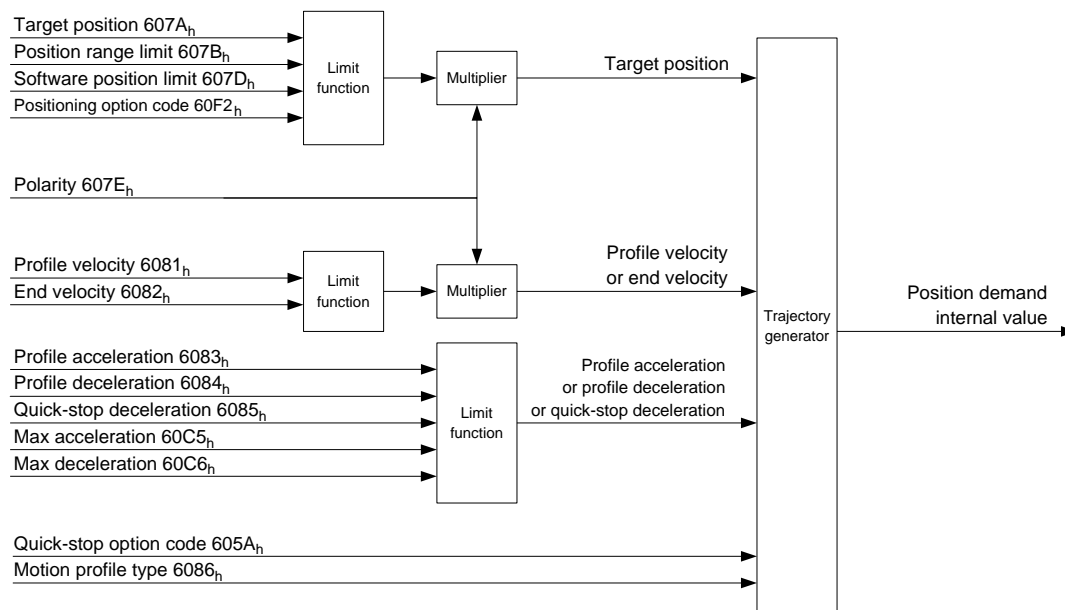 Target position 607Ah
Position range limit 607Bh
Software position limit 607Dh
Positioning option code 60F2h
Limit
function
Multiplier
Target position
Polarity 607Eh
Profile velocity 6081h
End velocity 6082h
Limit
function
Multiplier
Profile velocity
or end velocity
Trajectory
generator
Position demand
internal value
Profile acceleration 6083h
Profile deceleration 6084h
Quick-stop deceleration 6085h
Max acceleration 60C5h
Max deceleration 60C6h
Limit
function
Profile acceleration
or profile deceleration
or quick-stop deceleration
Quick-stop option code 605Ah
Motion profile type 6086h